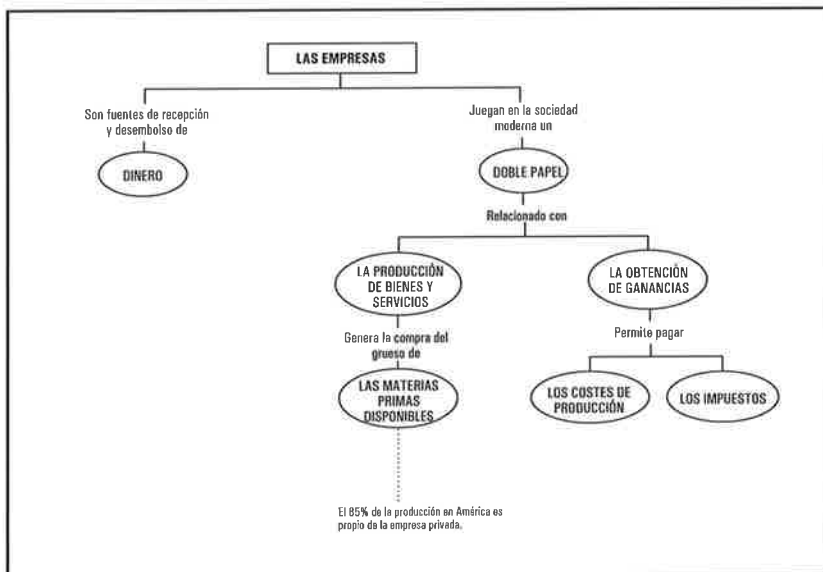 LAS EMPRESAS
Son fuentes de recepción
y desembolso de
DINERO
Juegan en la sociedad
moderna un
DOBLE PAPEL
Relacionado con
LA PRODUCCIÓN
DE BIENES Y
SERVICIOS
Genera la compra del
grueso de
LAS MATERIAS
PRIMAS
DISPONIBLES
El 85% de la producción en América es
propio de la empresa privada.
LA OBTENCIÓN
DE GANANCIAS
Permite pagar
LOS COSTES DE
PRODUCCIÓN
LOS IMPUESTOS